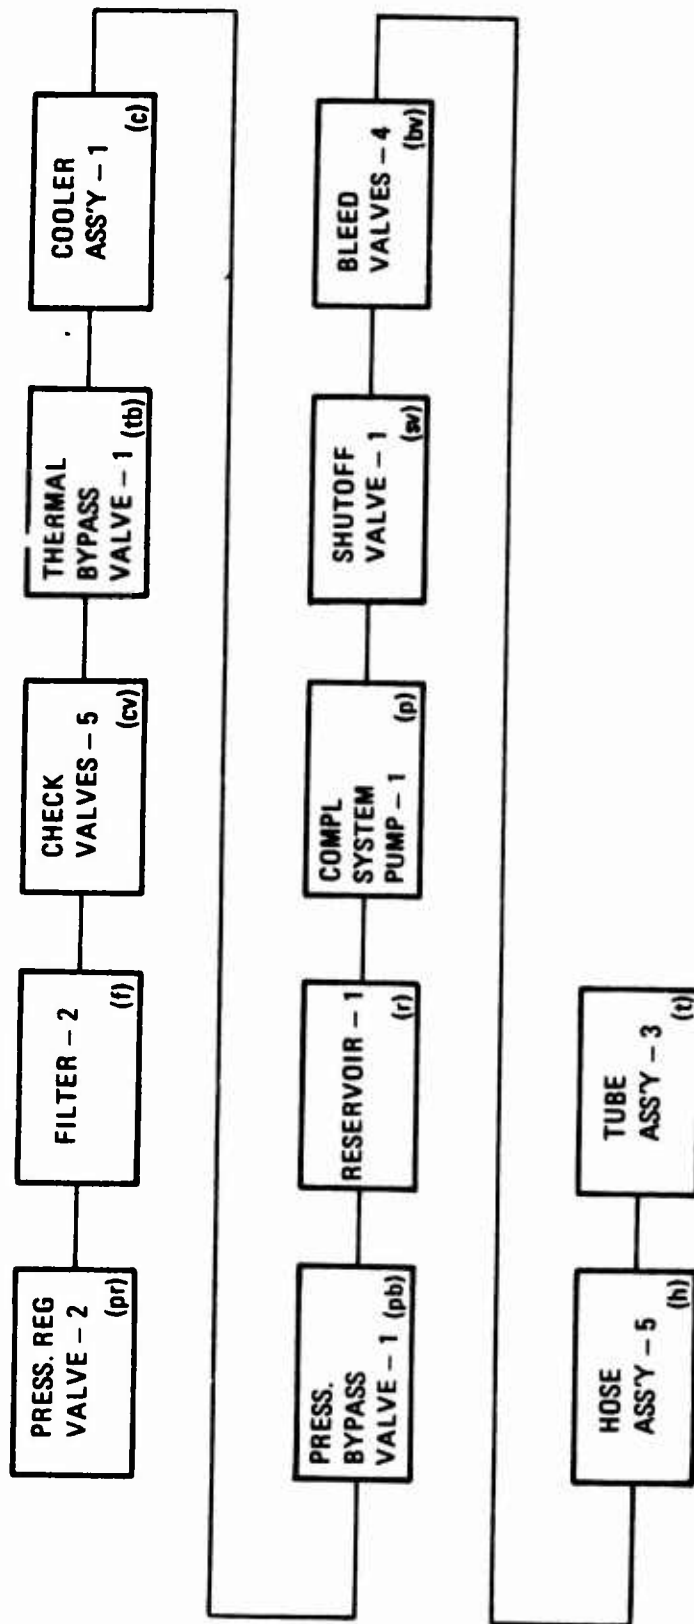 PRESS. REG
VALVE – 2
(pr)
FILTER – 2
(f)
CHECK
VALVES – 5
(cv)
THERMAL
BYPASS
VALVE – 1 (tb)
COOLER
ASS'Y – 1
(c)
PRESS.
BYPASS
VALVE – 1 (pb)
RESERVOIR – 1
(r)
COMPL
SYSTEM
PUMP – 1
(p)
SHUTOFF
VALVE – 1
(sv)
BLEED
VALVES – 4
(bv)
HOSE
ASS'Y – 5
(h)
TUBE
ASS'Y – 3
(t)